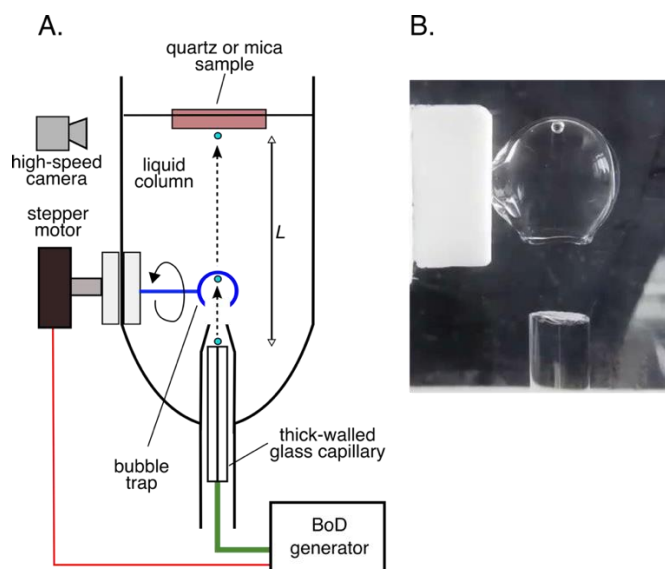 A.
B.
quartz or mica
sample
high-speed
camera
liquid
column
L
stepper
motor
bubble
trap
thick-walled
glass capillary
BoD
generator